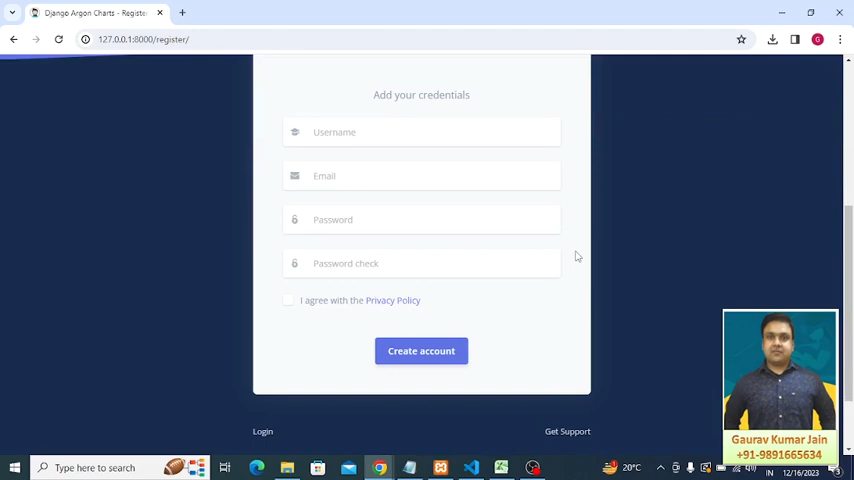 Django Argon Charts - Registe
127.0.0.1:8000/register/
G
Add your credentials
Username
Email
Password
Password check
I agree with the Privacy Policy
Create account
Login
Get Support
Gaurav Kumar Jain
+91-9891665634
Type here to search
20°C
IN
12/16/2023
3